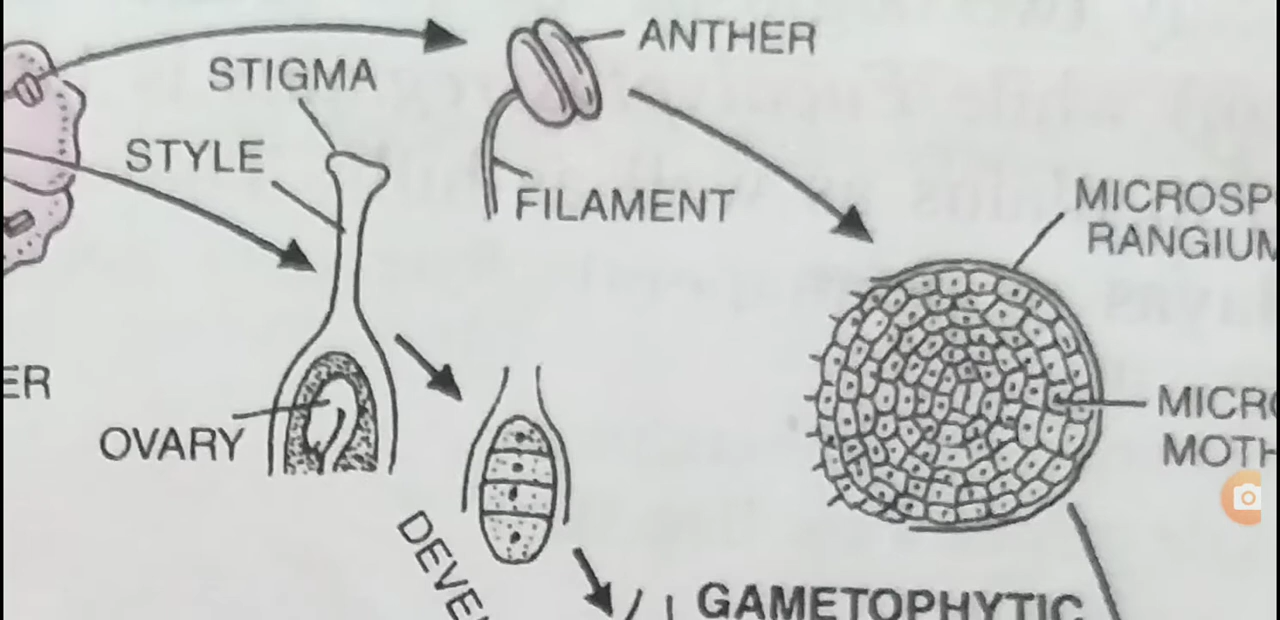 ANTHER
STIGMA
STYLE
FILAMENT
MICROSP
RANGIUM
ER
OVARY
MICR
MOTH
DEVE
GAMETOPHYTIC